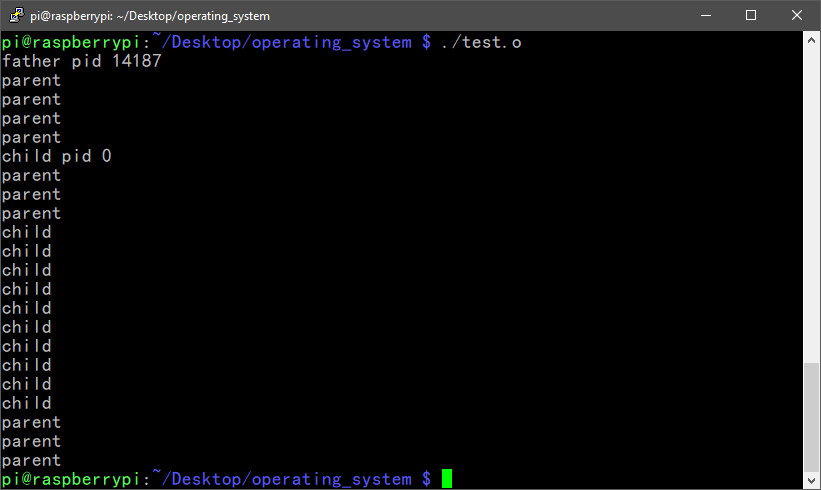 pi@raspberrypi: ~/Desktop/operating_system
pi@raspberrypi:~/Desktop/operating_system $ ./test.o
father pid 14187
parent
parent
parent
parent
child pid 0
parent
parent
parent
child
child
child
child
child
child
child
child
child
child
parent
parent
parent
pi@raspberrypi:~/Desktop/operating_system $